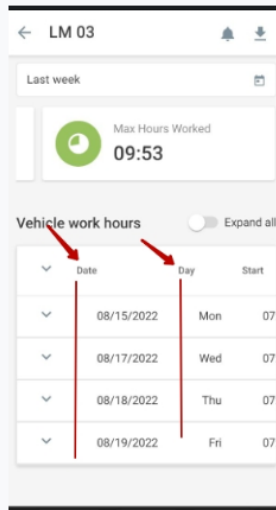 LM 03
Last week
Max Hours Worked
09:53
Vehicle work hours Expand all
Date Day Start
08/15/2022 Mon 07
08/17/2022 Wed 07
08/18/2022 Thu 07
08/19/2022 Fri 07